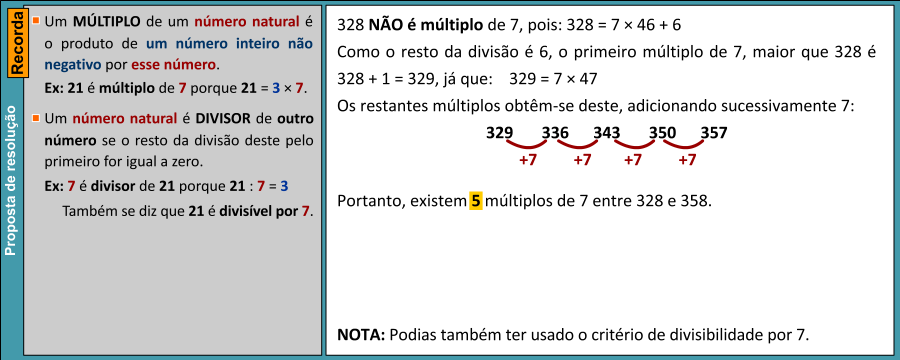 Recorda
Proposta de resolução
Um MÚLTIPLO de um número natural é
o produto de um número inteiro não
negativo por esse número.
Ex: 21 é múltiplo de 7 porque 21 = 3 × 7.
Um número natural é DIVISOR de outro
número se o resto da divisão deste pelo
primeiro for igual a zero.
Ex: 7 é divisor de 21 porque 21 : 7 = 3
Também se diz que 21 é divisível por 7.
328 NÃO é múltiplo de 7, pois: 328 = 7 × 46 + 6
Como o resto da divisão é 6, o primeiro múltiplo de 7, maior que 328 é
328 + 1 = 329, já que: 329 = 7 × 47
Os restantes múltiplos obtêm-se deste, adicionando sucessivamente 7:
329 336 343 350 357
+7 +7 +7 +7
Portanto, existem 5 múltiplos de 7 entre 328 e 358.
NOTA: Podias também ter usado o critério de divisibilidade por 7.